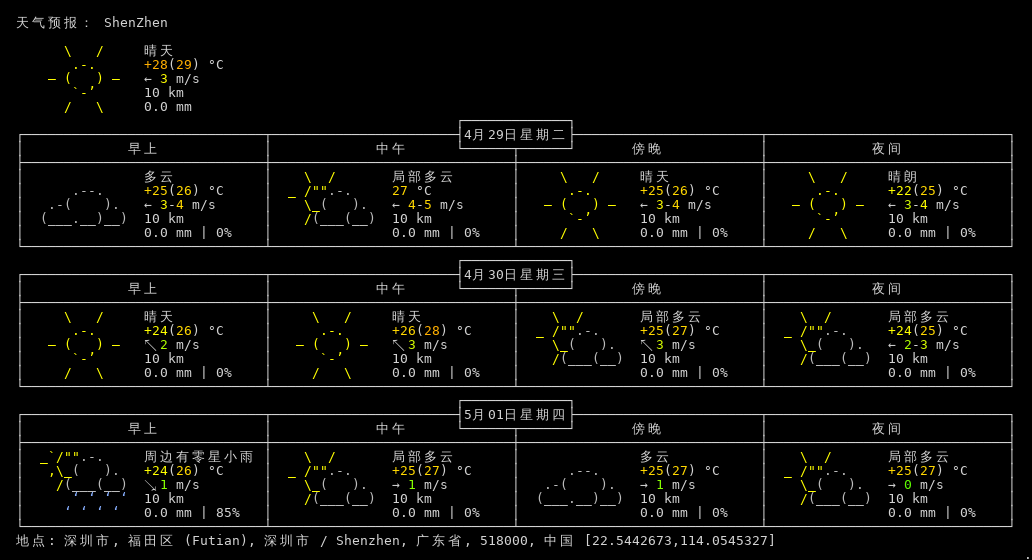 天气预报： ShenZhen
晴天
+28(29) °C
← 3 m/s
10 km
0.0 mm
4月29日星期二
早上 中午 傍晚 夜间
多云 局部多云 晴天 晴朗
+25(26) °C 27 °C +25(26) °C +22(25) °C
← 3-4 m/s ← 4-5 m/s ← 3-4 m/s ← 3-4 m/s
10 km 10 km 10 km 10 km
0.0 mm | 0% 0.0 mm | 0% 0.0 mm | 0% 0.0 mm | 0%
4月30日星期三
早上 中午 傍晚 夜间
晴天 晴天 局部多云 局部多云
+24(26) °C +26(28) °C +25(27) °C +24(25) °C
↖ 2 m/s ↖ 3 m/s ↖ 3 m/s ← 2-3 m/s
10 km 10 km 10 km 10 km
0.0 mm | 0% 0.0 mm | 0% 0.0 mm | 0% 0.0 mm | 0%
5月01日星期四
早上 中午 傍晚 夜间
周边有零星小雨 局部多云 多云 局部多云
+24(26) °C +25(27) °C +25(27) °C +25(27) °C
↘ 1 m/s → 1 m/s → 1 m/s → 0 m/s
10 km 10 km 10 km 10 km
0.0 mm | 85% 0.0 mm | 0% 0.0 mm | 0% 0.0 mm | 0%
地点: 深圳市, 福田区 (Futian), 深圳市 / Shenzhen, 广东省, 518000, 中国 [22.5442673,114.0545327]